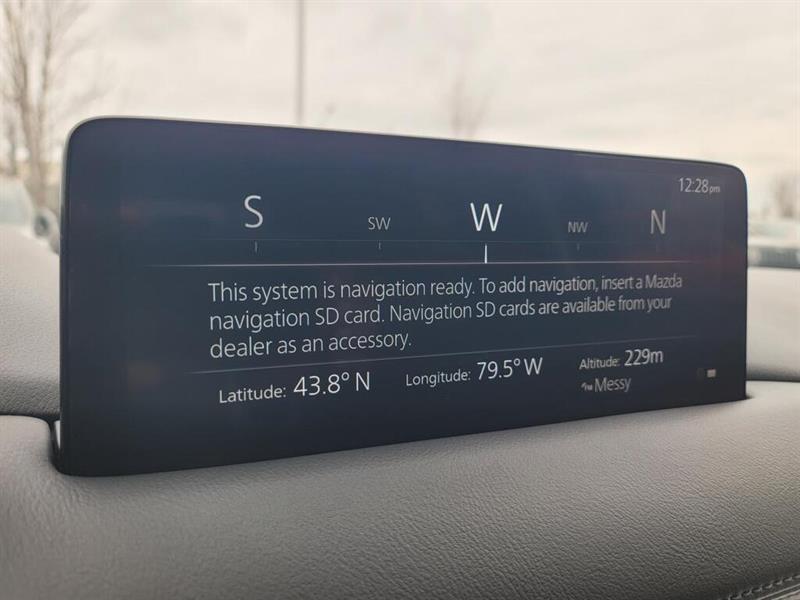 12:28pm
S SW W NW N
This system is navigation ready. To add navigation, insert a Mazda
navigation SD card. Navigation SD cards are available from your
dealer as an accessory.
Latitude: 43.8° N Longitude: 79.5° W Altitude: 229m
Messy